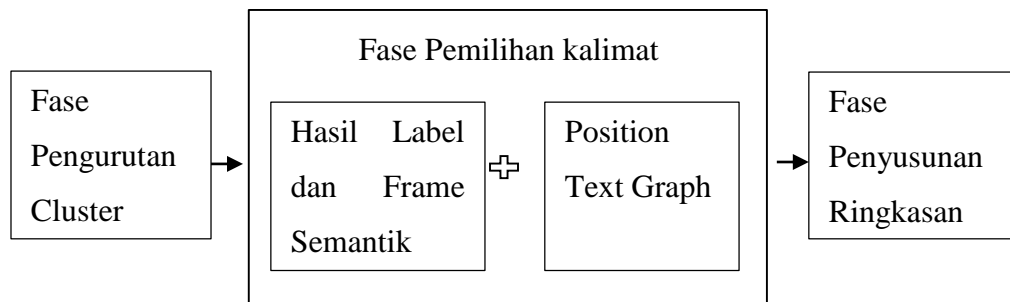 Fase Pemilihan kalimat
Fase
Pengurutan
Cluster
Hasil Label
dan Frame
Semantik
Position
Text Graph
Fase
Penyusunan
Ringkasan